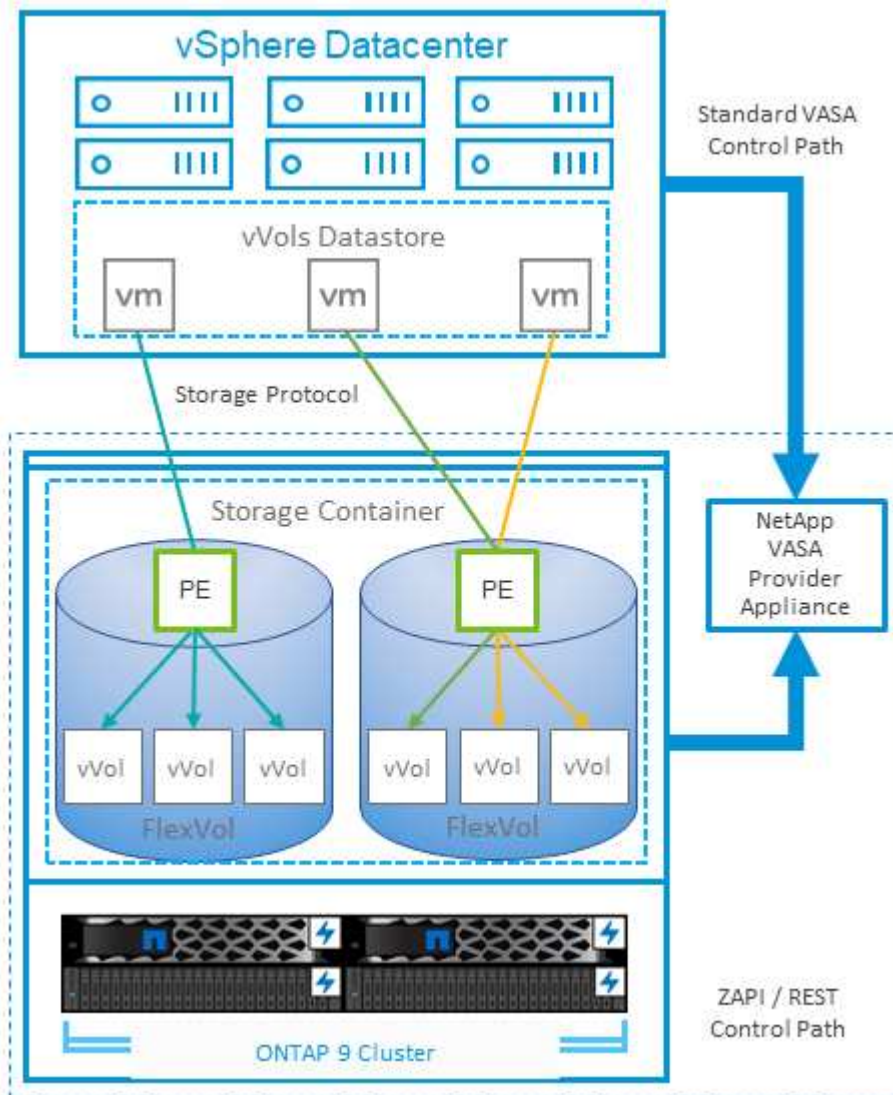 vSphere Datacenter
Standard VASA
Control Path
vVols Datastore
vm
vm
vm
Storage Protocol
Storage Container
NetApp
VASA
Provider
Appliance
PE
PE
vVol
vVol
vVol
vVol
vVol
vVol
FlexVol
FlexVol
ZAPI / REST
Control Path
ONTAP 9 Cluster